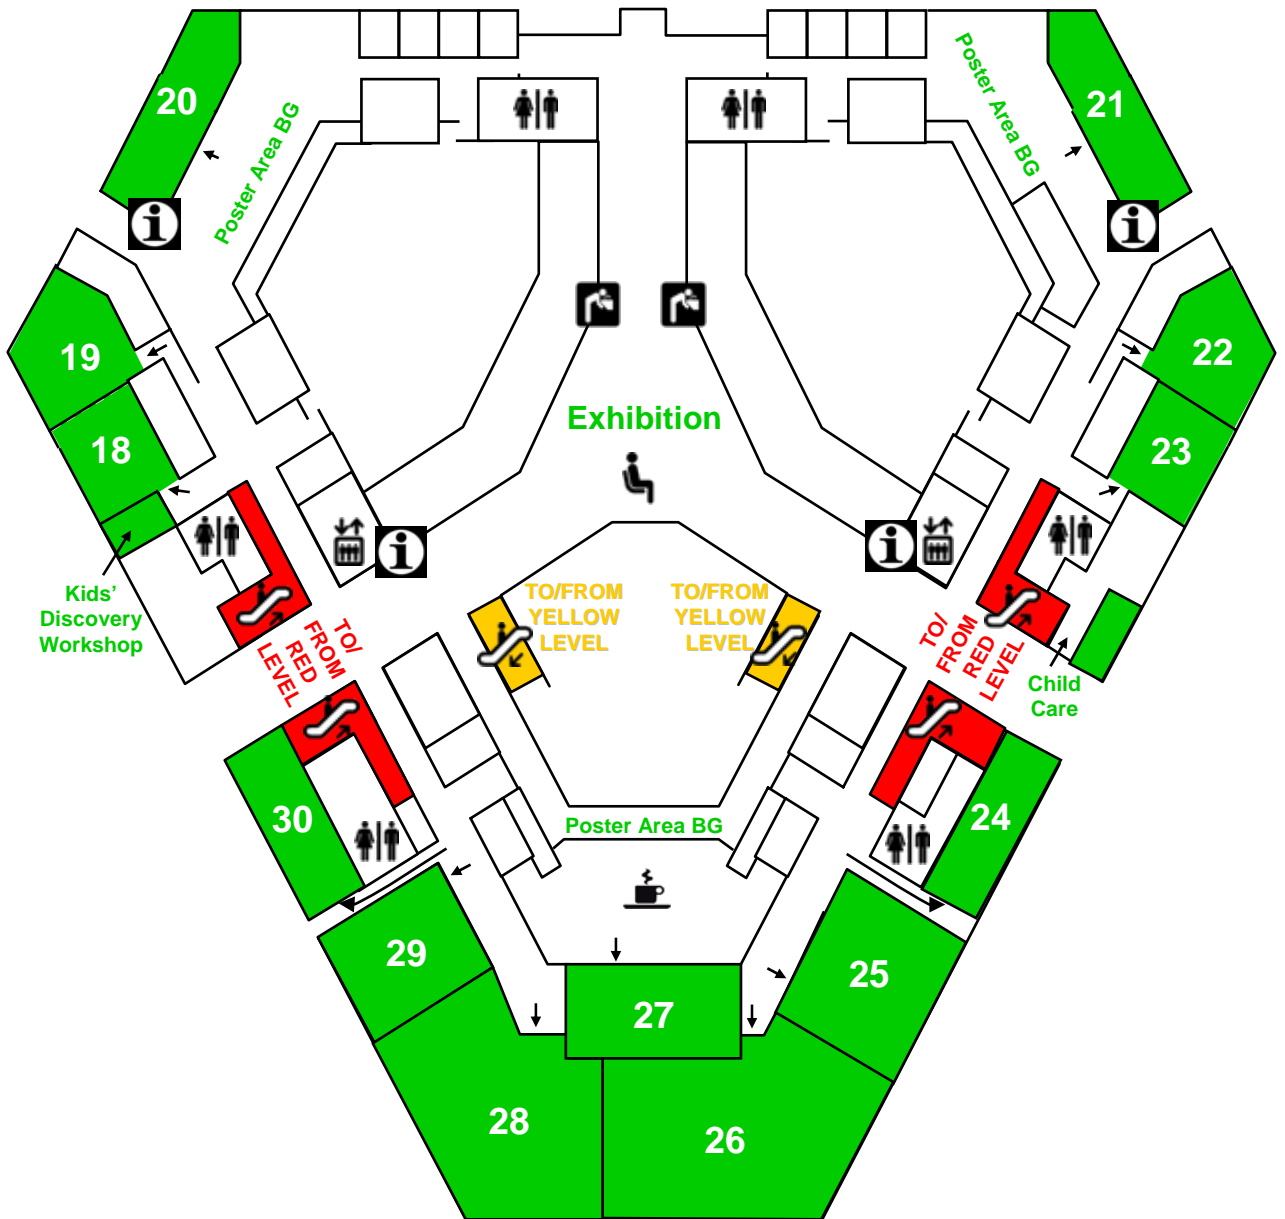 20
21
Poster Area BG
Poster Area BG
19
22
18
23
Exhibition
Kids’
Discovery
Workshop
TO/FROM
YELLOW
LEVEL
TO/FROM
YELLOW
LEVEL
TO/
FROM
RED
LEVEL
TO/
FROM
RED
LEVEL
Child
Care
30
24
Poster Area BG
29
25
27
28
26